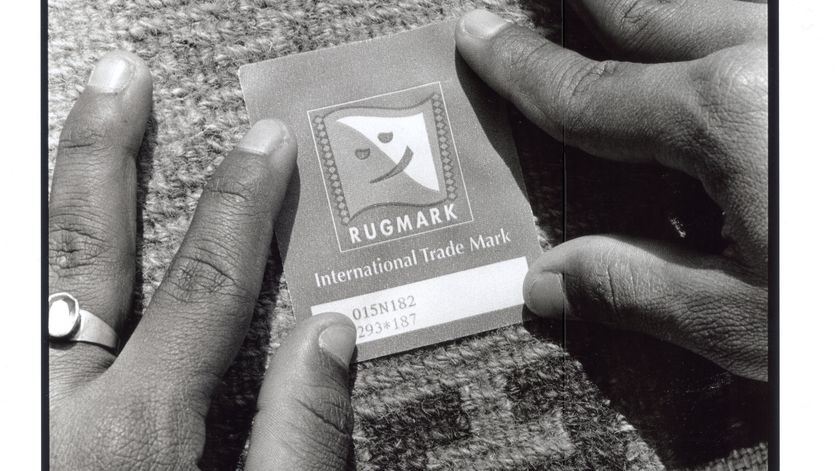 RUGMARK
International Trade Mark
015N182
293*187